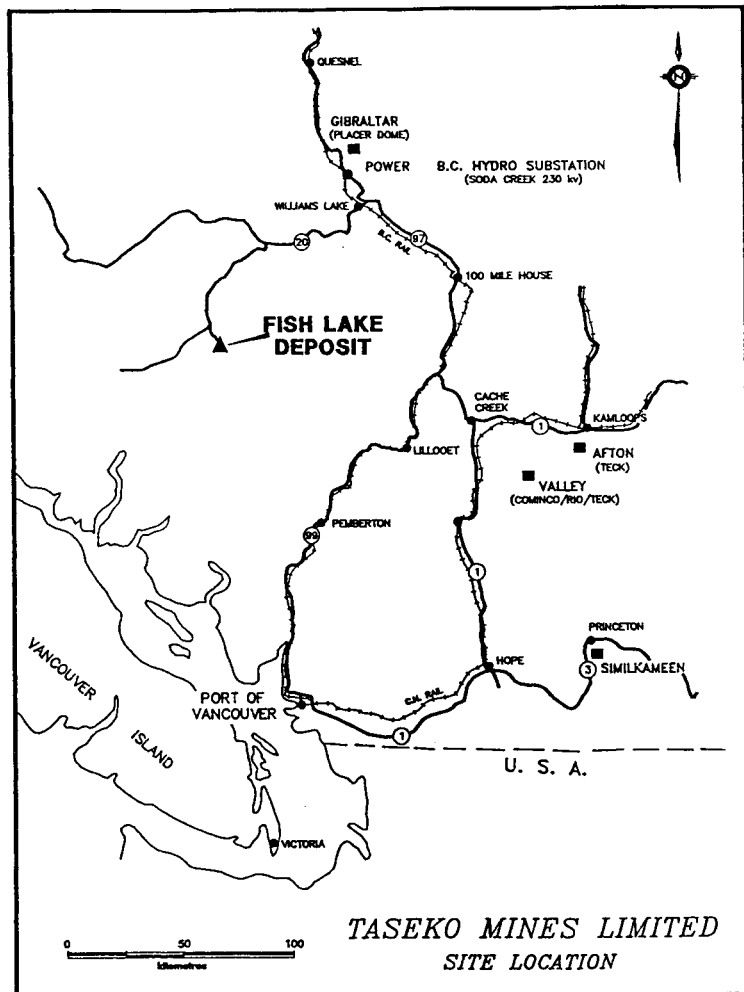 QUESNEL
N
GIBRALTAR
(PLACER DOME)
POWER
B.C. HYDRO SUBSTATION
(SODA CREEK 230 kv)
WILLIAMS LAKE
20
97
B.C. RAIL
100 MILE HOUSE
FISH LAKE
DEPOSIT
CACHE
CREEK
1
KAMLOOPS
LILLOOET
AFTON
(TECK)
VALLEY
(COMINCO/RIO/TECK)
PEMBERTON
99
1
PRINCETON
SIMILKAMEEN
3
HOPE
VANCOUVER
ISLAND
PORT OF
VANCOUVER
C.N. RAIL
1
U. S. A.
VICTORIA
0 50 100
kilometres
TASEKO MINES LIMITED
SITE LOCATION